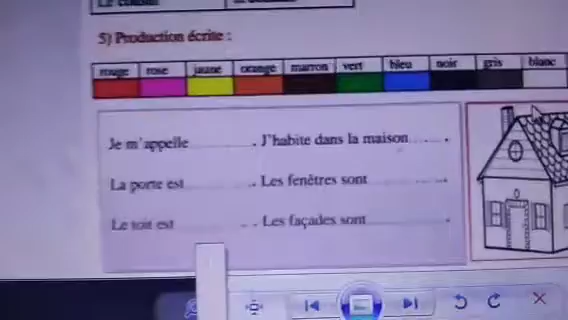 5) Production écrite :
rouge rose jaune orange marron vert bleu noir gris blanc
Je m'appelle ............ . J'habite dans la maison ........ .
La porte est ............ . Les fenêtres sont ............ .
Le toit est ............ . Les façades sont ............ .